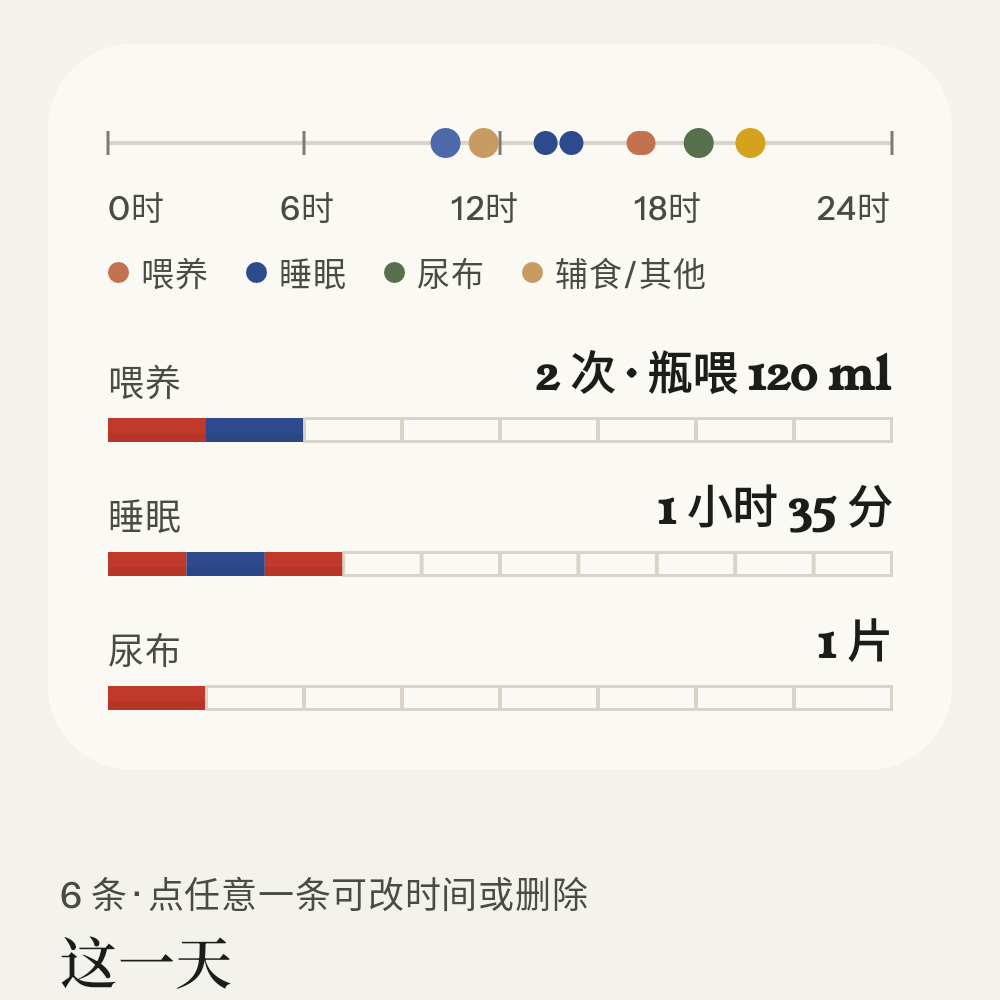 0时 6时 12时 18时 24时
喂养 睡眠 尿布 辅食/其他
喂养 2 次 · 瓶喂 120 ml
睡眠 1 小时 35 分
尿布 1 片
6 条 · 点任意一条可改时间或删除
这一天